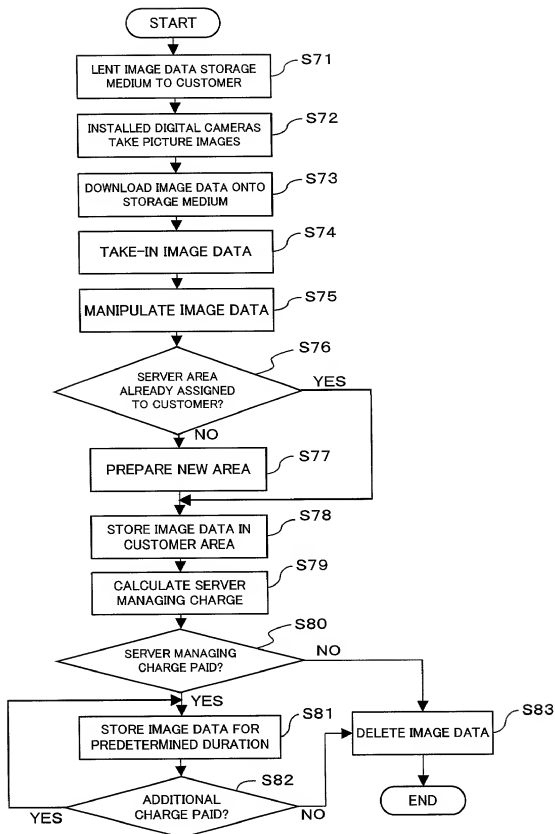 START
S71
LENT IMAGE DATA STORAGE
MEDIUM TO CUSTOMER
S72
INSTALLED DIGITAL CAMERAS
TAKE PICTURE IMAGES
S73
DOWNLOAD IMAGE DATA ONTO
STORAGE MEDIUM
S74
TAKE-IN IMAGE DATA
S75
MANIPULATE IMAGE DATA
S76
SERVER AREA
ALREADY ASSIGNED
TO CUSTOMER?
YES
NO
S77
PREPARE NEW AREA
S78
STORE IMAGE DATA IN
CUSTOMER AREA
S79
CALCULATE SERVER
MANAGING CHARGE
S80
SERVER MANAGING
CHARGE PAID?
NO
YES
S81
STORE IMAGE DATA FOR
PREDETERMINED DURATION
S83
DELETE IMAGE DATA
S82
ADDITIONAL
CHARGE PAID?
YES
NO
END